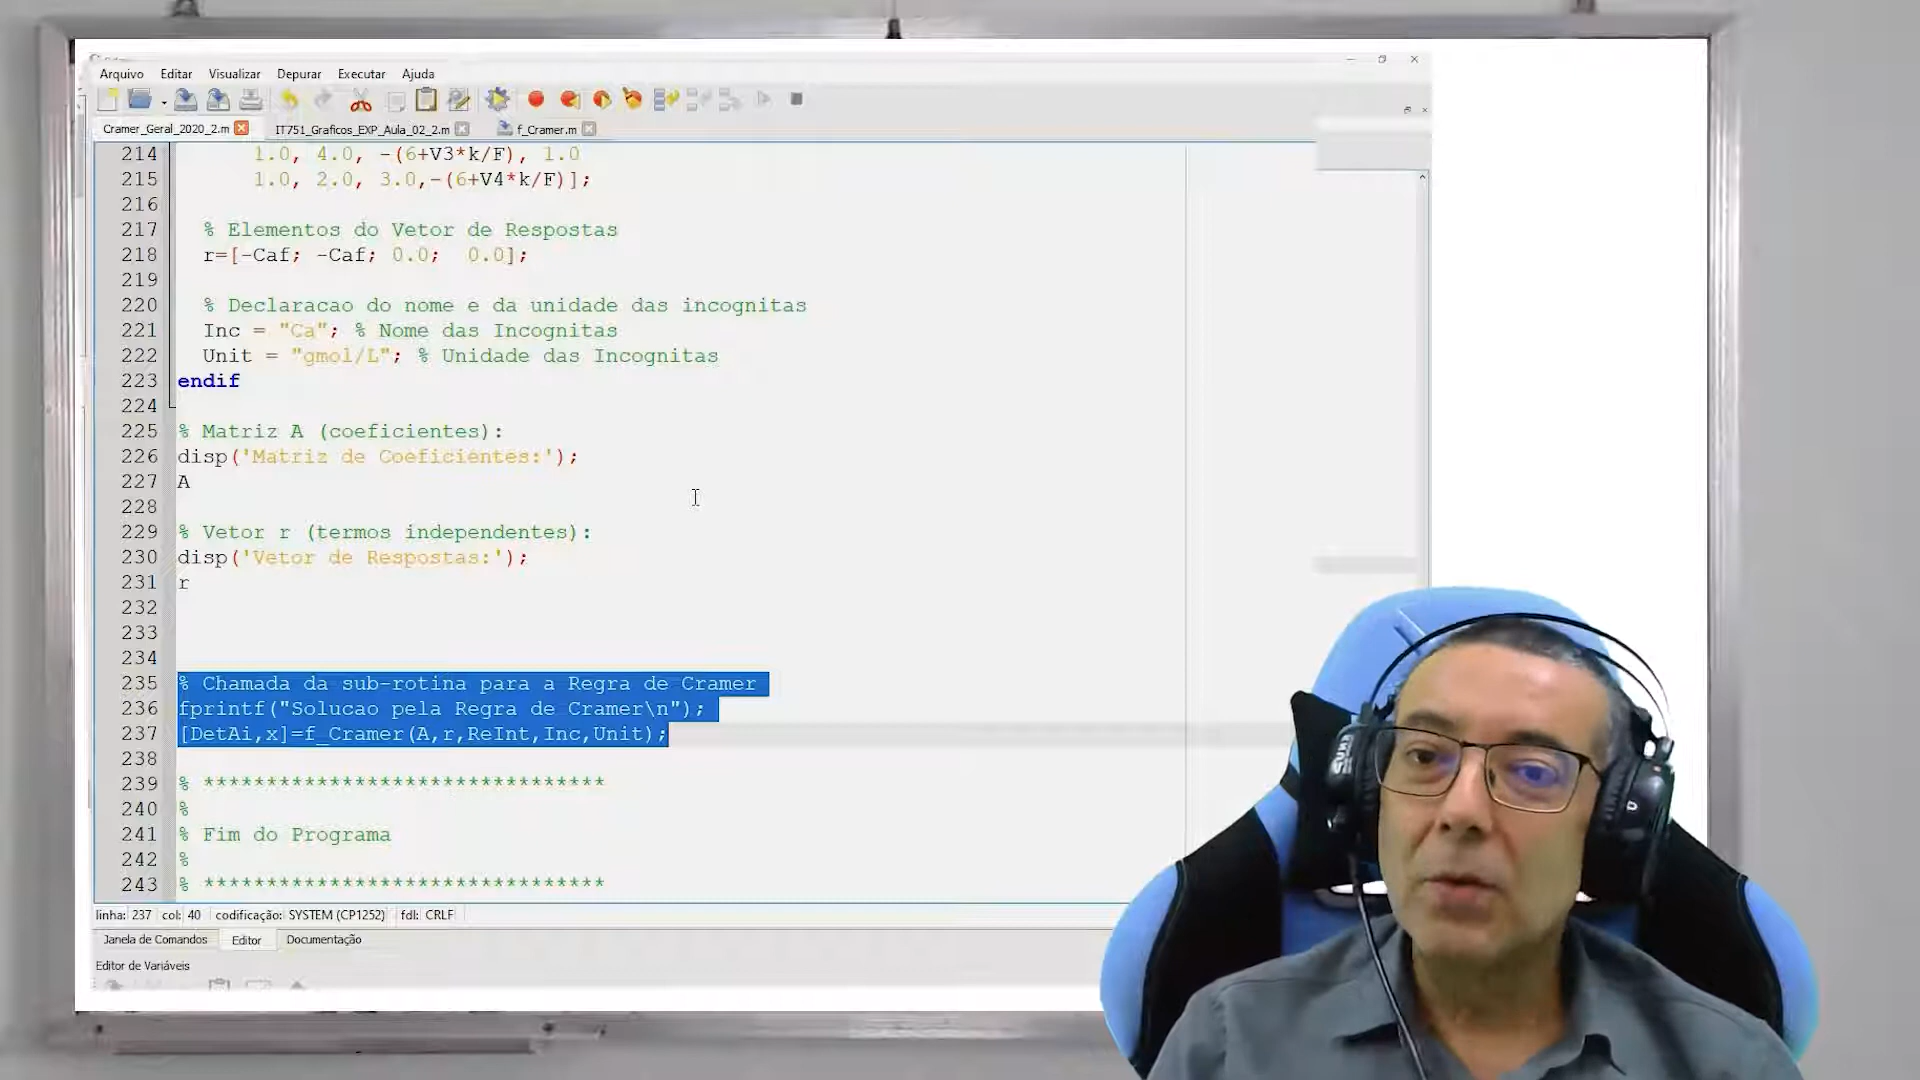 Arquivo Editar Visualizar Depurar Executar Ajuda
Cramer_Geral_2020_2.m IT751_Graficos_EXP_Aula_02_2.m f_Cramer.m
214 1.0, 4.0, -(6+V3*k/F), 1.0
215 1.0, 2.0, 3.0,-(6+V4*k/F)];
216
217 % Elementos do Vetor de Respostas
218 r=[-Caf; -Caf; 0.0; 0.0];
219
220 % Declaracao do nome e da unidade das incognitas
221 Inc = "Ca"; % Nome das Incognitas
222 Unit = "gmol/L"; % Unidade das Incognitas
223 endif
224
225 % Matriz A (coeficientes):
226 disp('Matriz de Coeficientes:');
227 A
228
229 % Vetor r (termos independentes):
230 disp('Vetor de Respostas:');
231 r
232
233
234
235 % Chamada da sub-rotina para a Regra de Cramer
236 fprintf("Solucao pela Regra de Cramer\n");
237 [DetAi,x]=f_Cramer(A,r,ReInt,Inc,Unit);
238
239 % ********************************
240 %
241 % Fim do Programa
242 %
243 % ********************************
linha: 237 col: 40 codificação: SYSTEM (CP1252) fdl: CRLF
Janela de Comandos Editor Documentação
Editor de Variáveis